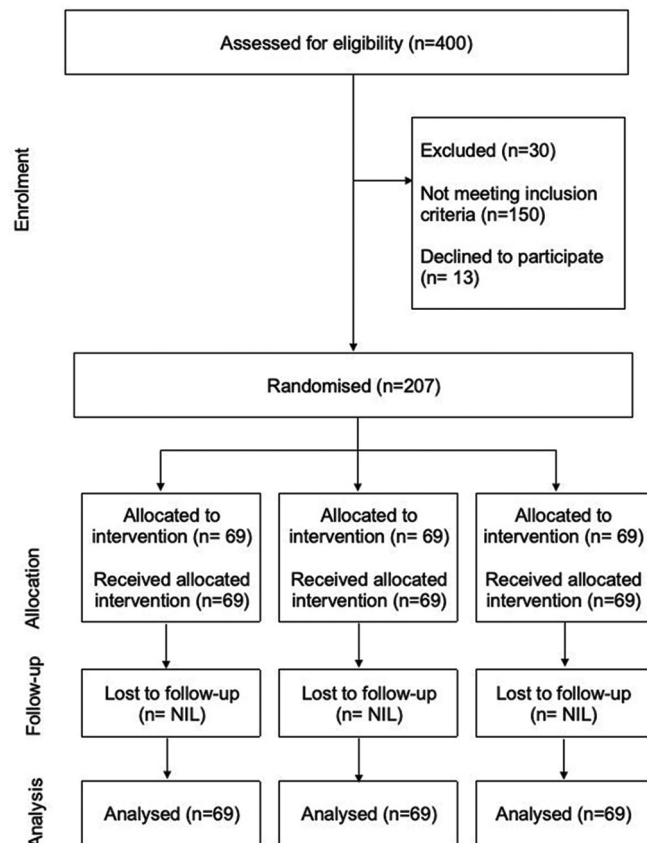 Assessed for eligibility (n=400)
Enrolment
Excluded (n=30)
Not meeting inclusion
criteria (n=150)
Declined to participate
(n= 13)
Randomised (n=207)
Allocation
Allocated to
intervention (n= 69)
Received allocated
intervention (n=69)
Allocated to
intervention (n= 69)
Received allocated
intervention (n=69)
Allocated to
intervention (n= 69)
Received allocated
intervention (n=69)
Follow-up
Lost to follow-up
(n= NIL)
Lost to follow-up
(n= NIL)
Lost to follow-up
(n= NIL)
Analysis
Analysed (n=69)
Analysed (n=69)
Analysed (n=69)